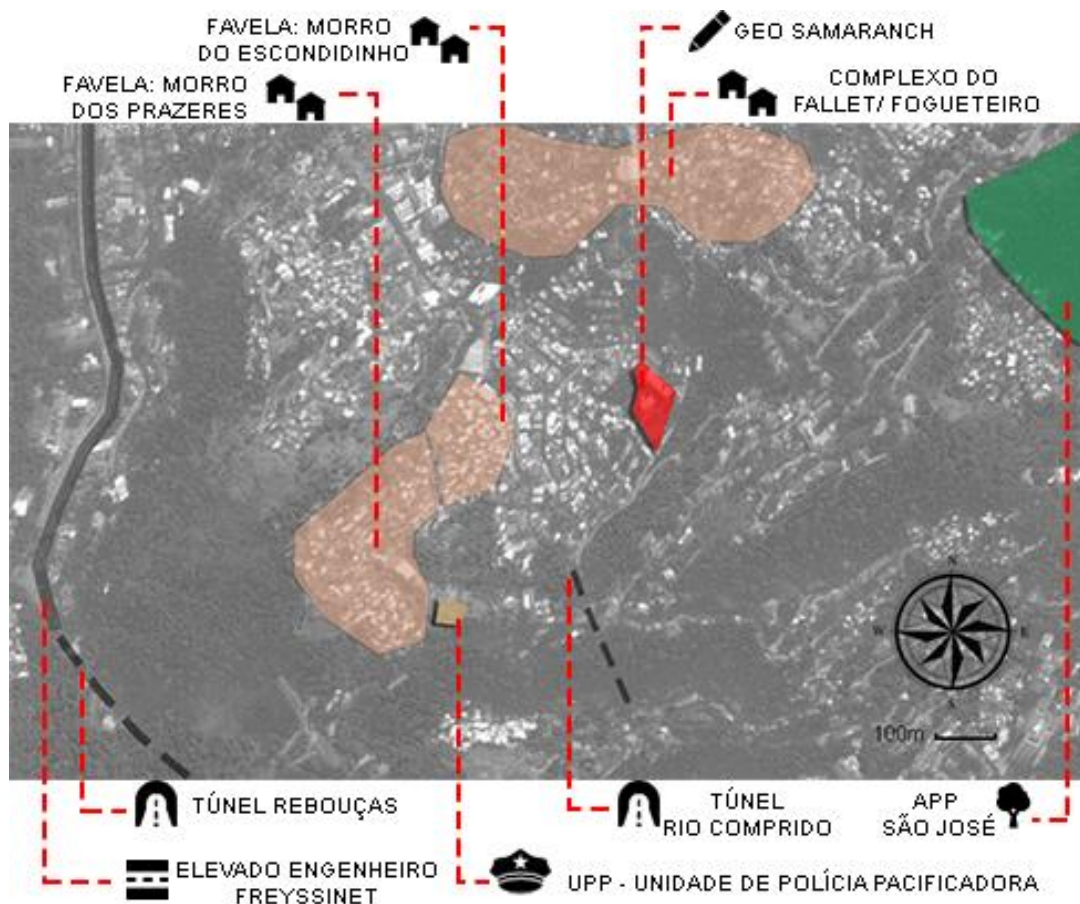 FAVELA: MORRO
DO ESCONDIDINHO
GEO SAMARANCH
FAVELA: MORRO
DOS PRAZERES
COMPLEXO DO
FALLET/ FOGUETEIRO
N
W
E
S
100m
TÚNEL REBOUÇAS
TÚNEL
RIO COMPRIDO
APP
SÃO JOSÉ
ELEVADO ENGENHEIRO
FREYSSINET
UPP - UNIDADE DE POLÍCIA PACIFICADORA